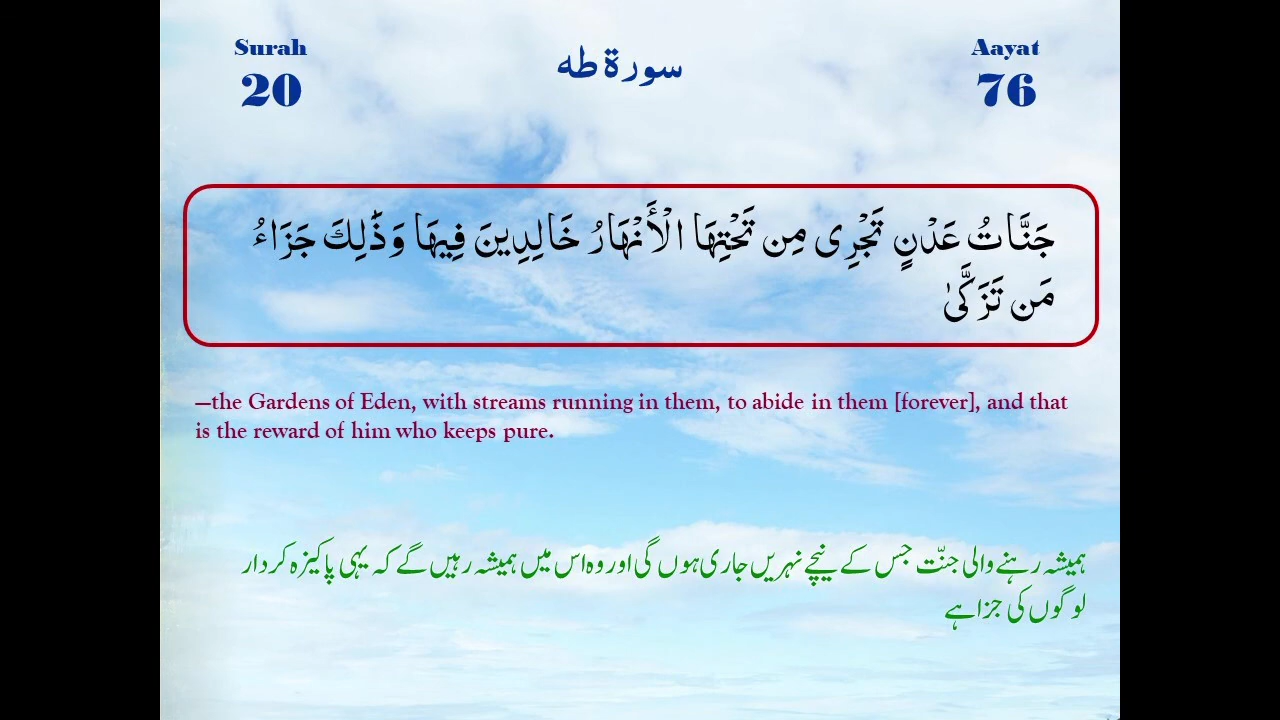 Surah
20
سورة طه
Aayat
76
جَنَّاتُ عَدْنٍ تَجْرِى مِن تَحْتِهَا الْأَنْهَارُ خَالِدِينَ فِيهَا وَذَٰلِكَ جَزَاءُ
مَن تَزَكَّىٰ
—the Gardens of Eden, with streams running in them, to abide in them [forever], and that
is the reward of him who keeps pure.
ہمیشہ رہنے والی جنّت جس کے نیچے نہریں جاری ہوں گی اور وہ اس میں ہمیشہ رہیں گے کہ یہی پاکیزہ کردار
لوگوں کی جزا ہے